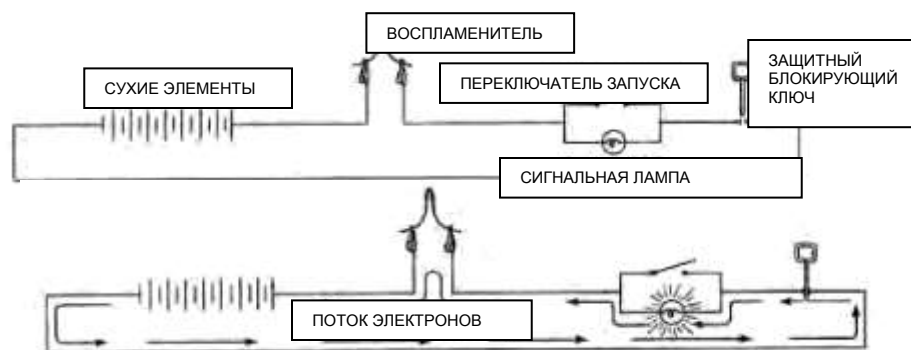 ВОСПЛАМЕНИТЕЛЬ
ЗАЩИТНЫЙ
БЛОКИРУЮЩИЙ
КЛЮЧ
СУХИЕ ЭЛЕМЕНТЫ
ПЕРЕКЛЮЧАТЕЛЬ ЗАПУСКА
СИГНАЛЬНАЯ ЛАМПА
ПОТОК ЭЛЕКТРОНОВ